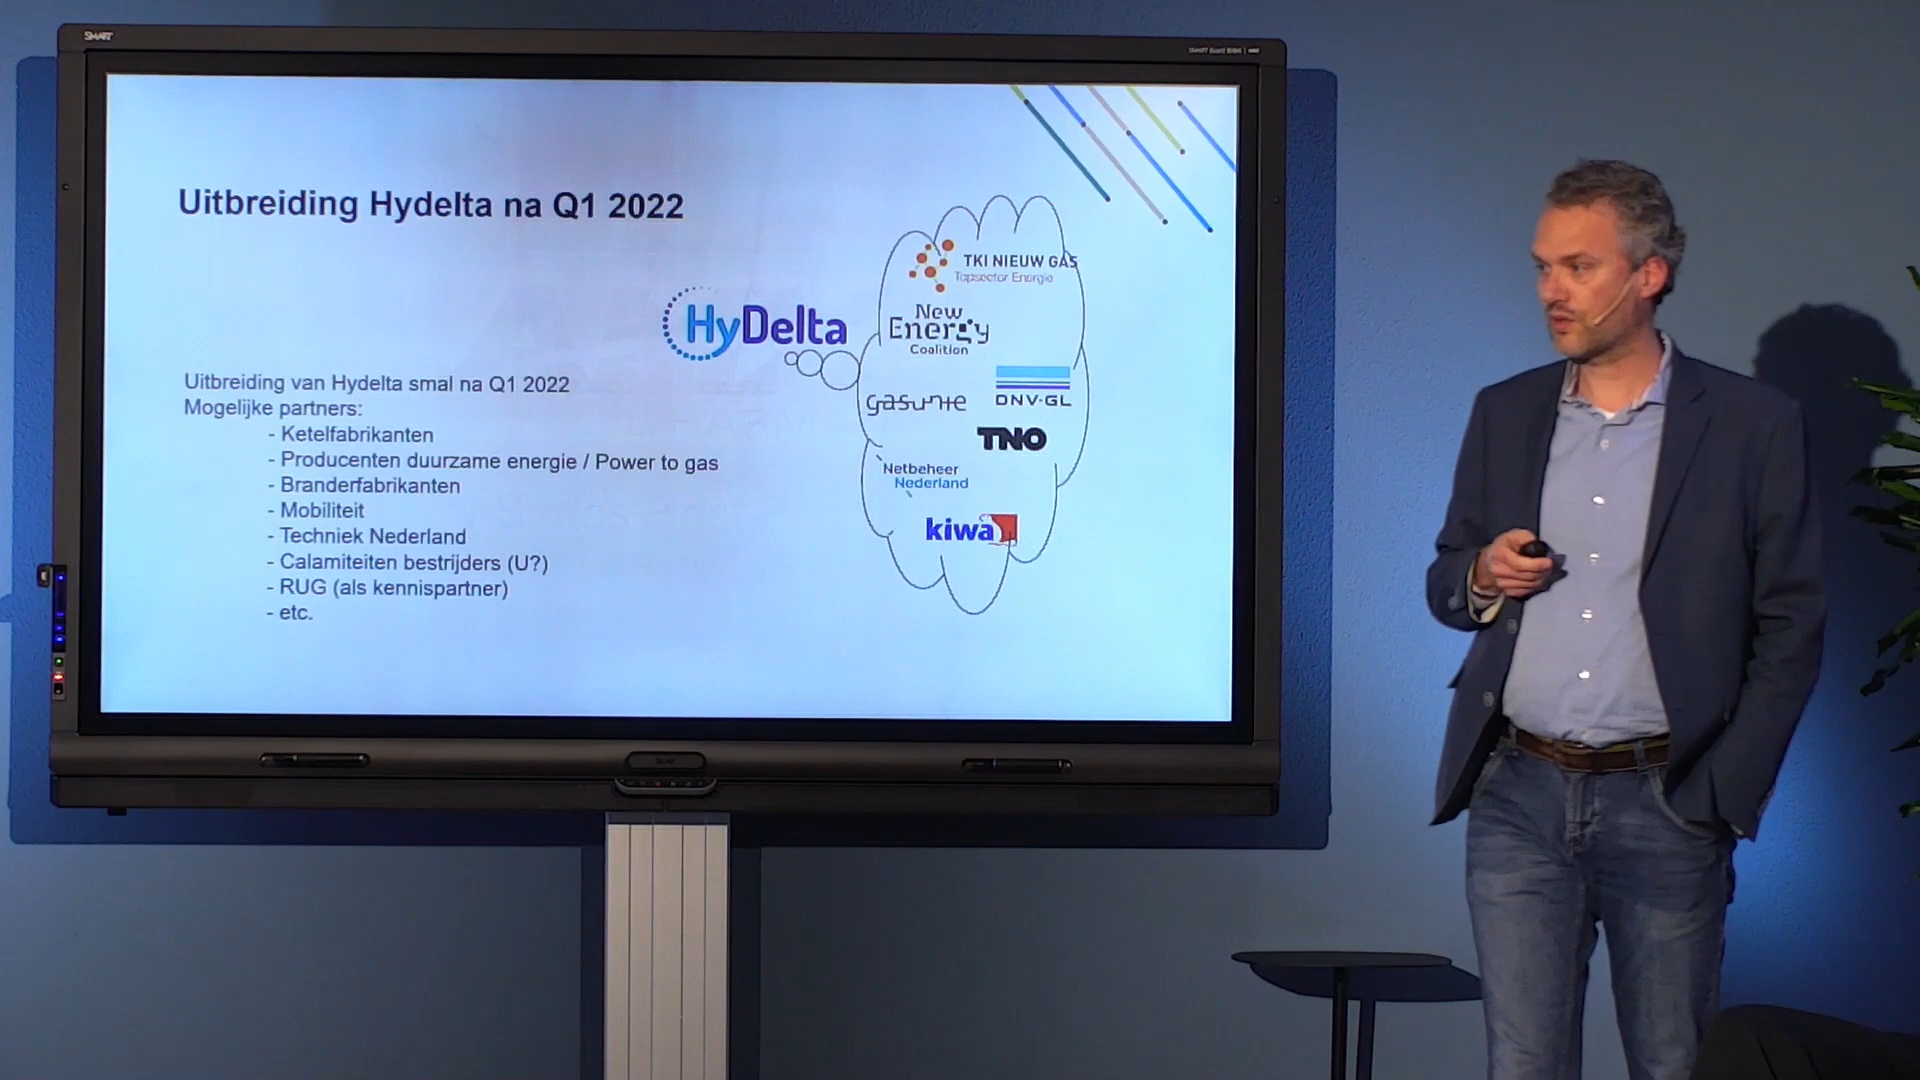 SMART
Uitbreiding Hydelta na Q1 2022
HyDelta
TKI NIEUW GAS
Topsector Energie
New
Energy
Coalition
gasunie
DNV·GL
TNO
Netbeheer
Nederland
kiwa
Uitbreiding van Hydelta smal na Q1 2022
Mogelijke partners:
- Ketelfabrikanten
- Producenten duurzame energie / Power to gas
- Branderfabrikanten
- Mobiliteit
- Techniek Nederland
- Calamiteiten bestrijders (U?)
- RUG (als kennispartner)
- etc.